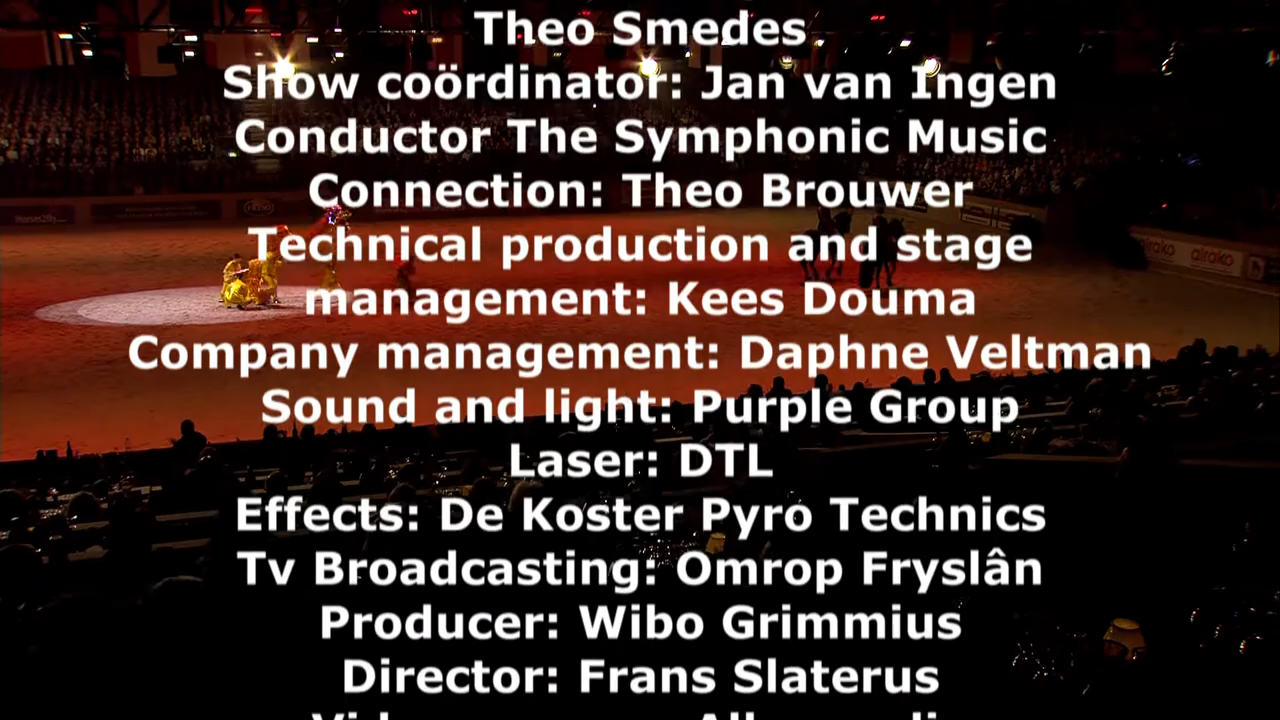 Theo Smedes
Show coördinator: Jan van Ingen
Conductor The Symphonic Music
Connection: Theo Brouwer
Technical production and stage
management: Kees Douma
Company management: Daphne Veltman
Sound and light: Purple Group
Laser: DTL
Effects: De Koster Pyro Technics
Tv Broadcasting: Omrop Fryslân
Producer: Wibo Grimmius
Director: Frans Slaterus
airako